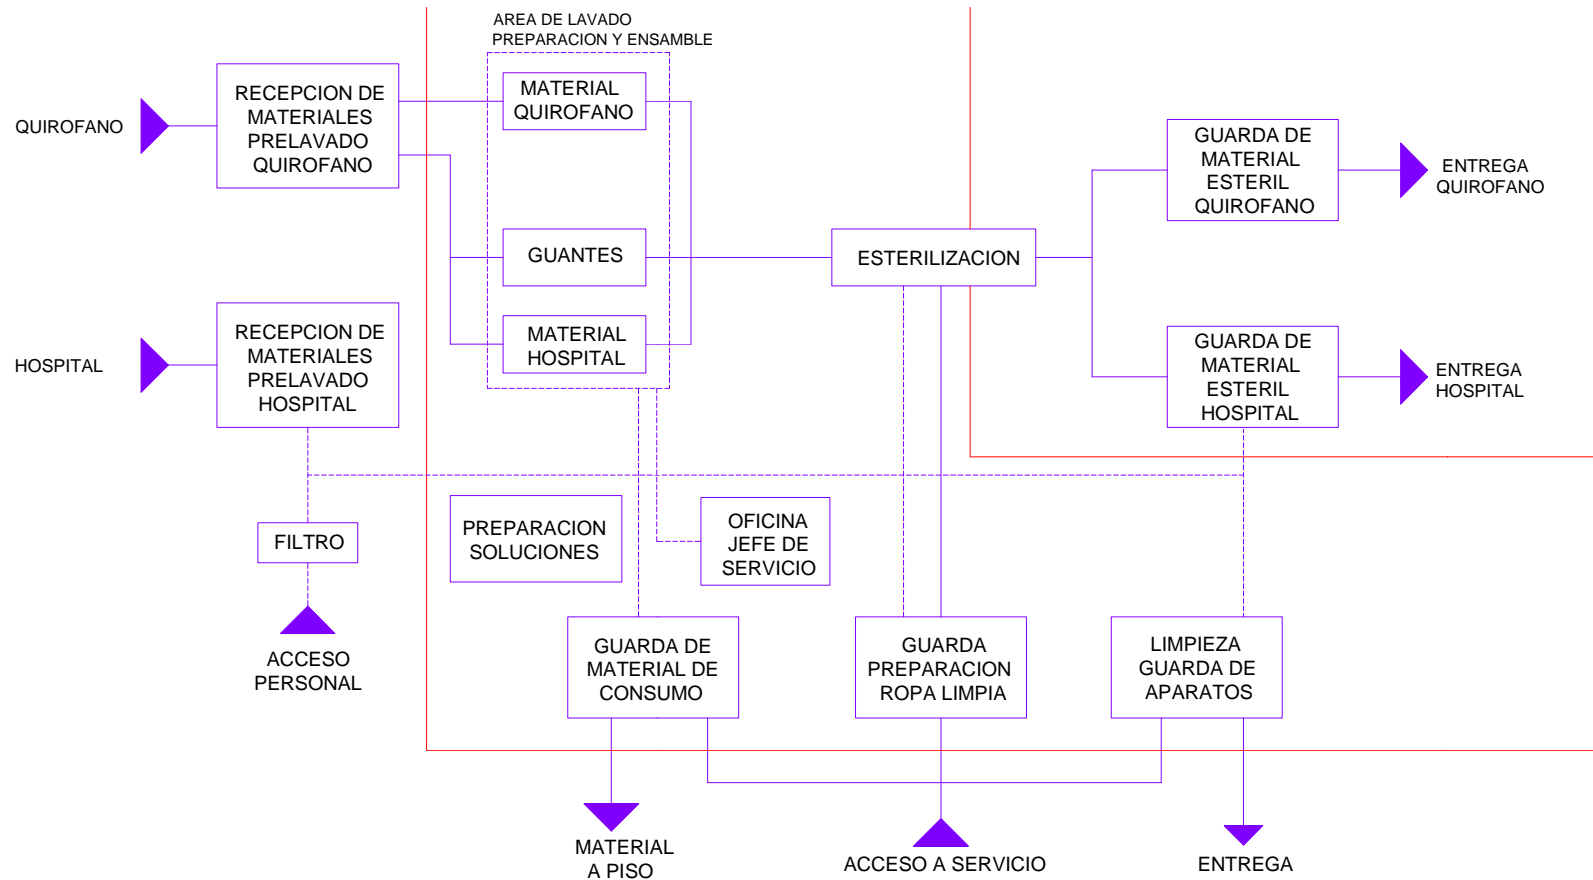 AREA DE LAVADO
PREPARACION Y ENSAMBLE
QUIROFANO
RECEPCION DE
MATERIALES
PRELAVADO
QUIROFANO
MATERIAL
QUIROFANO
GUANTES
MATERIAL
HOSPITAL
ESTERILIZACION
GUARDA DE
MATERIAL
ESTERIL
QUIROFANO
ENTREGA
QUIROFANO
HOSPITAL
RECEPCION DE
MATERIALES
PRELAVADO
HOSPITAL
GUARDA DE
MATERIAL
ESTERIL
HOSPITAL
ENTREGA
HOSPITAL
FILTRO
PREPARACION
SOLUCIONES
OFICINA
JEFE DE
SERVICIO
ACCESO
PERSONAL
GUARDA DE
MATERIAL DE
CONSUMO
GUARDA
PREPARACION
ROPA LIMPIA
LIMPIEZA
GUARDA DE
APARATOS
MATERIAL
A PISO
ACCESO A SERVICIO
ENTREGA